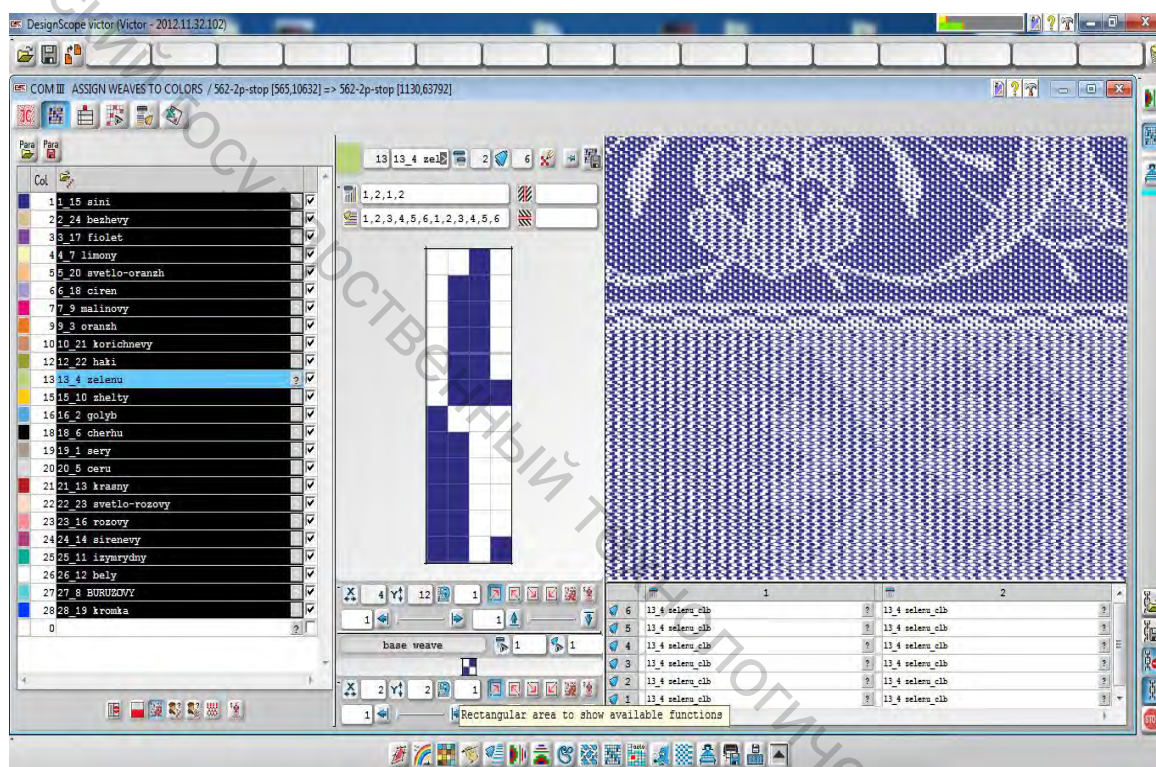 DesignScope victor (Victor - 2012.11.32.102)
COM III ASSIGN WEAVES TO COLORS / 562-2p-stop [565,10632] => 562-2p-stop [1130,63792]
Para Para
13 13_4 zel 2 6
Col
1 1_15 sini
2 2_24 bezhevy
3 3_17 fiolet
4 4_7 limony
5 5_20 svetlo-oranzh
6 6_18 ciren
7 7_9 malinovy
9 9_3 oranzh
10 10_21 korichnevy
12 12_22 haki
13 13_4 zelenu ?
15 15_10 zhelty
16 16_2 golyb
18 18_6 cherhu
19 19_1 sery
20 20_5 ceru
21 21_13 krasny
22 22_23 svetlo-rozovy
23 23_16 rozovy
24 24_14 sirenevy
25 25_11 izymrydny
26 26_12 bely
27 27_8 BURUZOVY
28 28_19 kromka
0 ?
1,2,1,2
1,2,3,4,5,6,1,2,3,4,5,6
X 4 Y 12 1
1 1
base weave 1 1
X 2 Y 2 1
1
Rectangular area to show available functions
1 2
6 13_4 zelenu_clb ? 13_4 zelenu_clb ?
5 13_4 zelenu_clb ? 13_4 zelenu_clb ?
4 13_4 zelenu_clb ? 13_4 zelenu_clb ?
3 13_4 zelenu_clb ? 13_4 zelenu_clb ?
2 13_4 zelenu_clb ? 13_4 zelenu_clb ?
1 13_4 zelenu_clb ? 13_4 zelenu_clb ?
STO